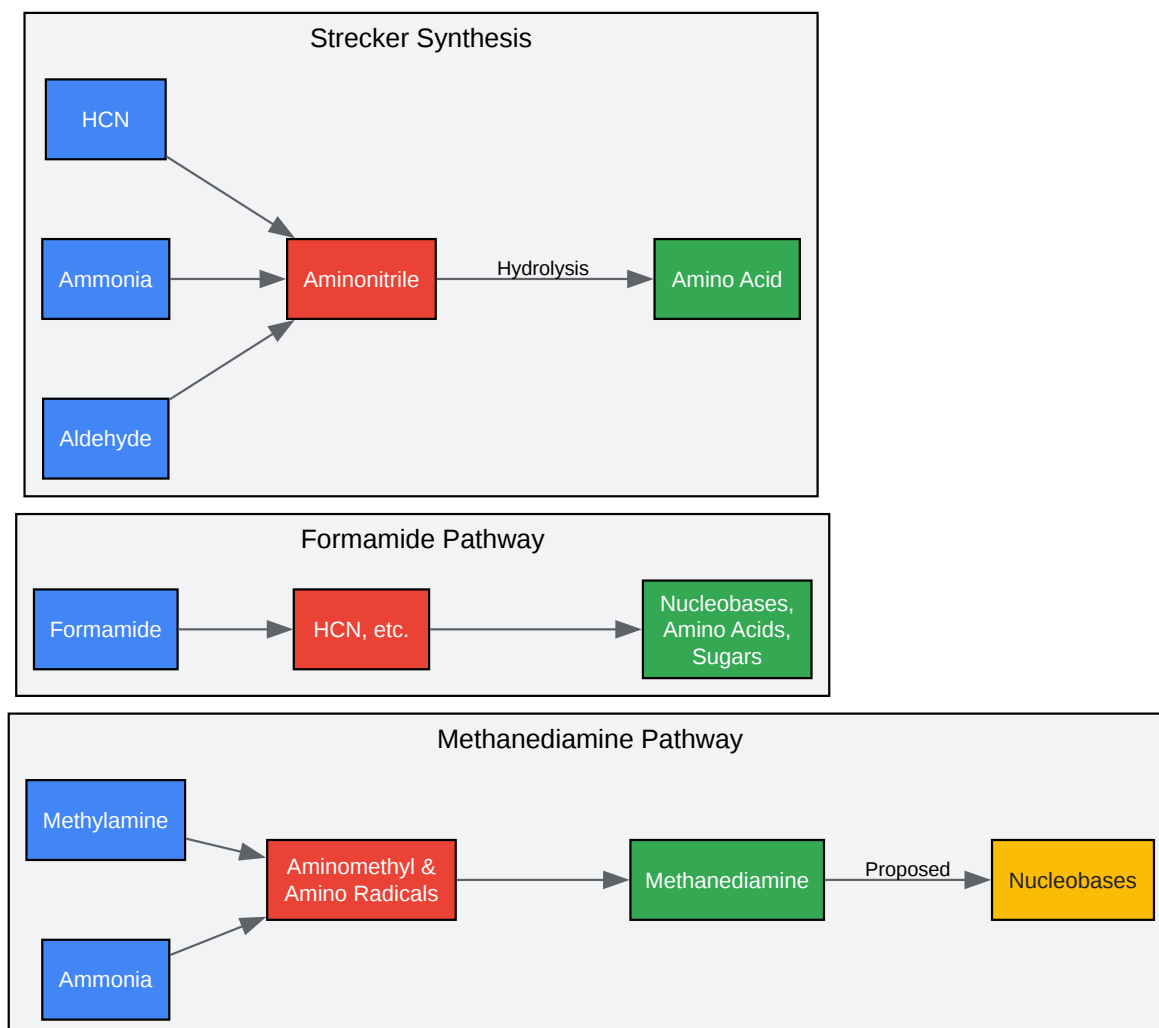 Strecker Synthesis
HCN
Ammonia
Aminonitrile
Hydrolysis
Amino Acid
Aldehyde
Formamide Pathway
Formamide
HCN, etc.
Nucleobases,
Amino Acids,
Sugars
Methanediamine Pathway
Methylamine
Aminomethyl &
Amino Radicals
Methanediamine
Proposed
Nucleobases
Ammonia